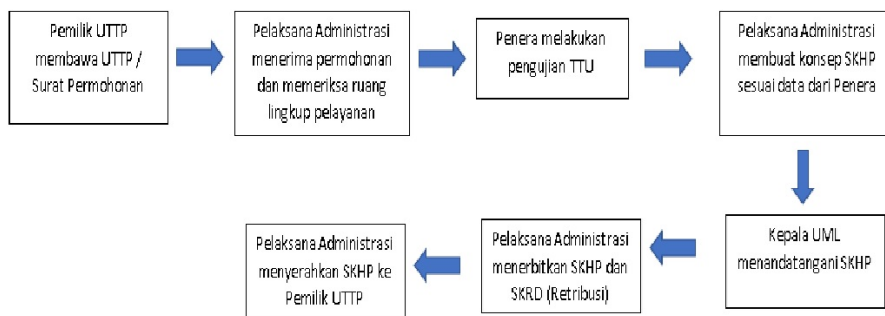 Pemilik UTTP
membawa UTTP /
Surat Permohonan
Pelaksana Administrasi
menerima permohonan
dan memeriksa ruang
lingkup pelayanan
Penera melakukan
pengujian TTU
Pelaksana Administrasi
membuat konsep SKHP
sesuai data dari Penera
Kepala UML
menandatangani SKHP
Pelaksana Administrasi
menerbitkan SKHP dan
SKRD (Retribusi)
Pelaksana Administrasi
menyerahkan SKHP ke
Pemilik UTTP